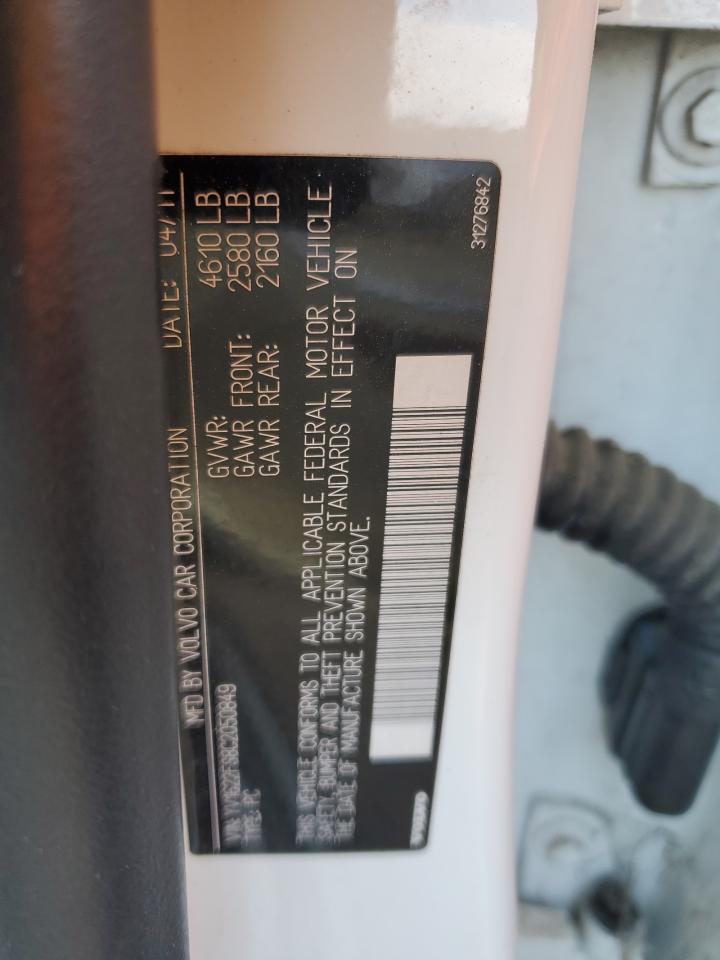 MFD BY VOLVO CAR CORPORATION DATE: 04/11
GVWR: 4610 LB
GAWR FRONT: 2580 LB
GAWR REAR: 2160 LB
TYPE: PC
THIS VEHICLE CONFORMS TO ALL APPLICABLE FEDERAL MOTOR VEHICLE
SAFETY, BUMPER AND THEFT PREVENTION STANDARDS IN EFFECT ON
THE DATE OF MANUFACTURE SHOWN ABOVE.
31276842